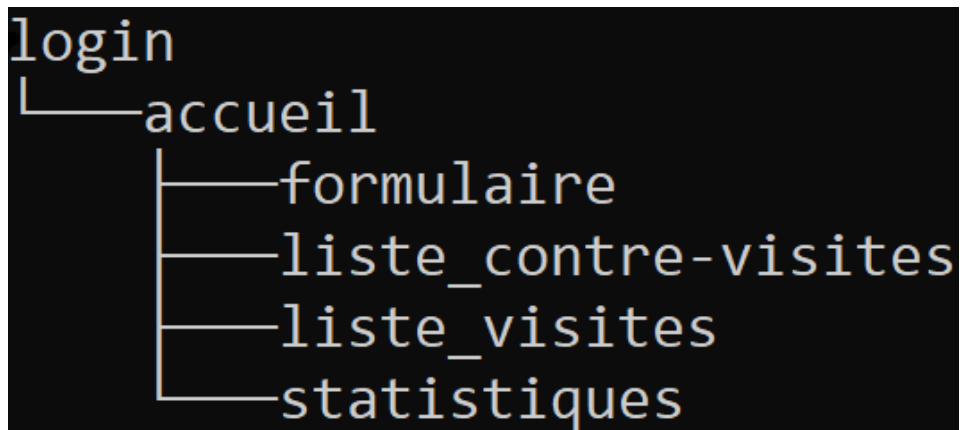 login
└───accueil
    ├───formulaire
    ├───liste_contre-visites
    ├───liste_visites
    └───statistiques